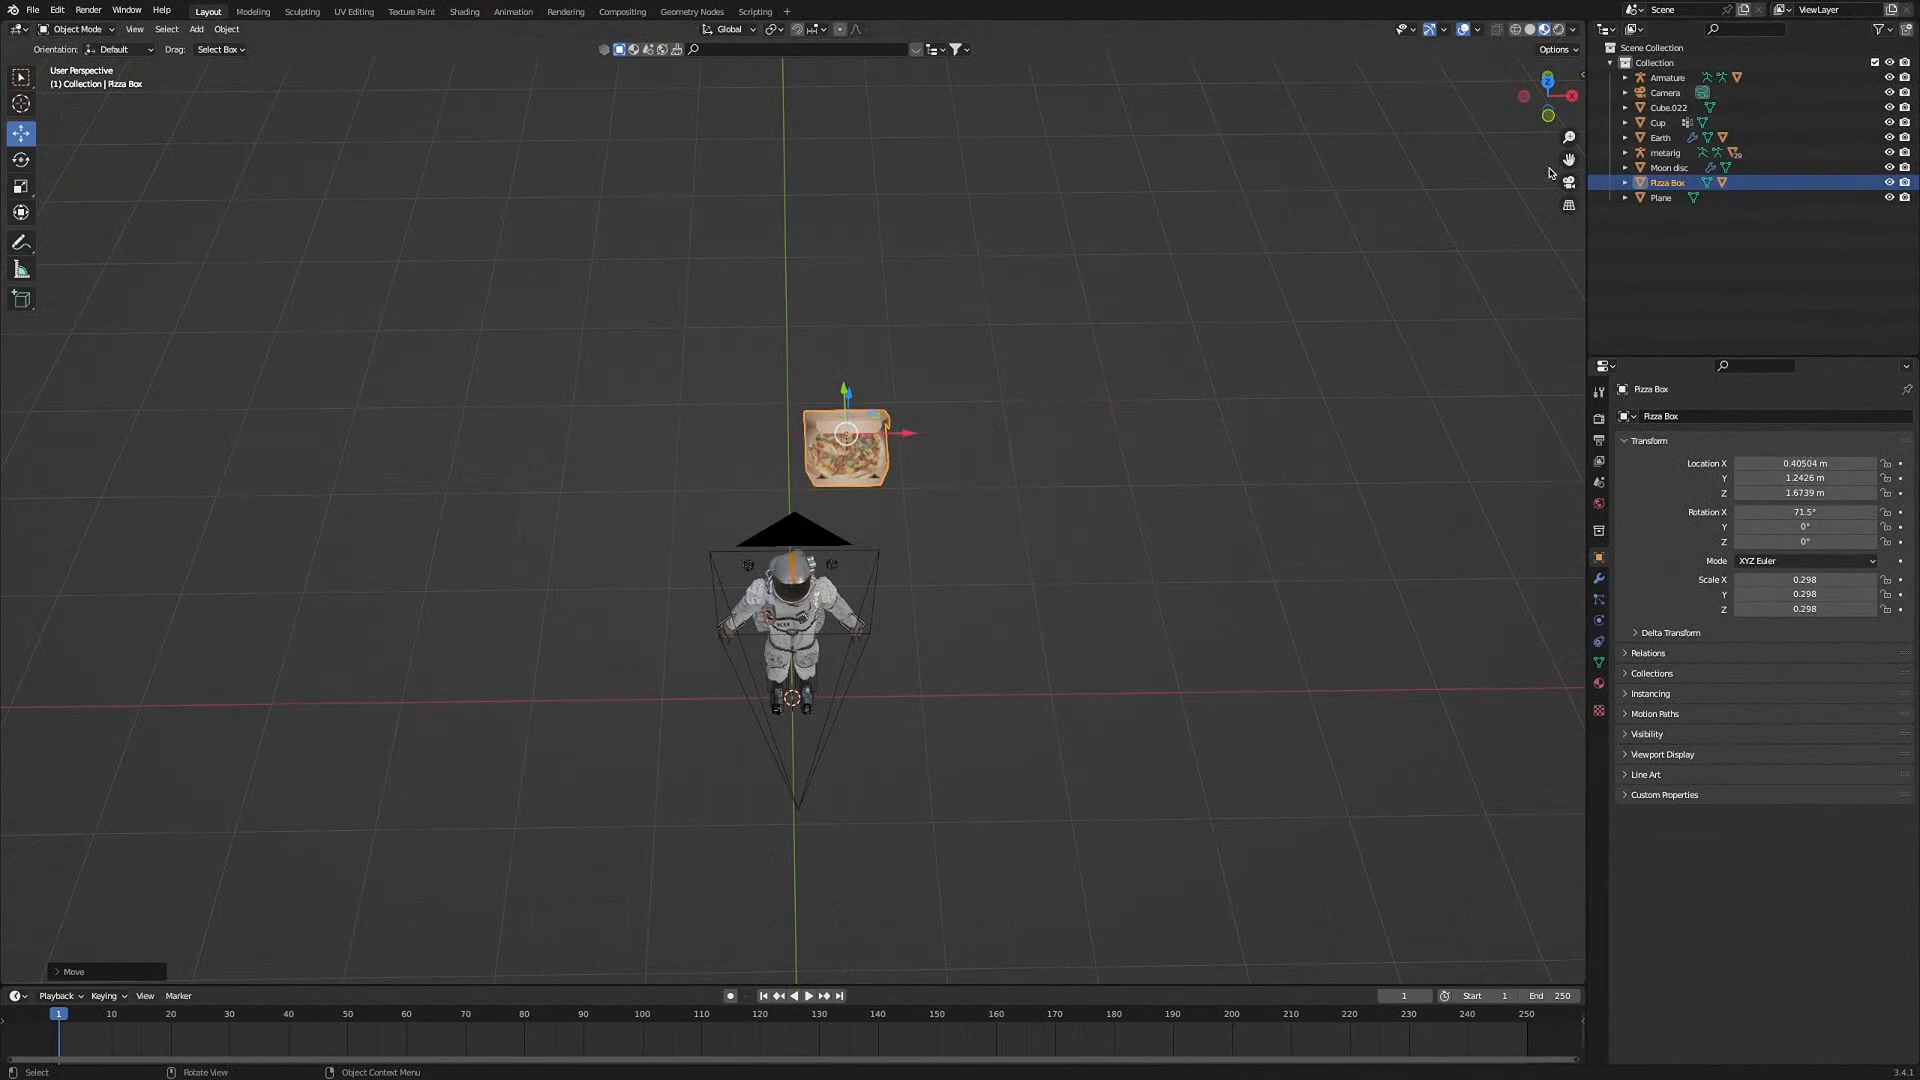 File Edit Render Window Help Layout Modeling Sculpting UV Editing Texture Paint Shading Animation Rendering Compositing Geometry Nodes Scripting + Scene ViewLayer
Object Mode View Select Add Object Global
Orientation: Default Drag: Select Box Options
User Perspective
(1) Collection | Pizza Box
Z
X
Scene Collection
Collection
Armature
Camera
Cube.022
Cup
Earth
metarig 29
Moon disc
Pizza Box
Plane
Pizza Box
Pizza Box
Transform
Location X 0.40504 m
Y 1.2426 m
Z 1.6739 m
Rotation X 71.5°
Y 0°
Z 0°
Mode XYZ Euler
Scale X 0.298
Y 0.298
Z 0.298
Delta Transform
Relations
Collections
Instancing
Motion Paths
Visibility
Viewport Display
Line Art
Custom Properties
Move
Playback Keying View Marker 1 Start 1 End 250
1 10 20 30 40 50 60 70 80 90 100 110 120 130 140 150 160 170 180 190 200 210 220 230 240 250
Select Rotate View Object Context Menu 3.4.1